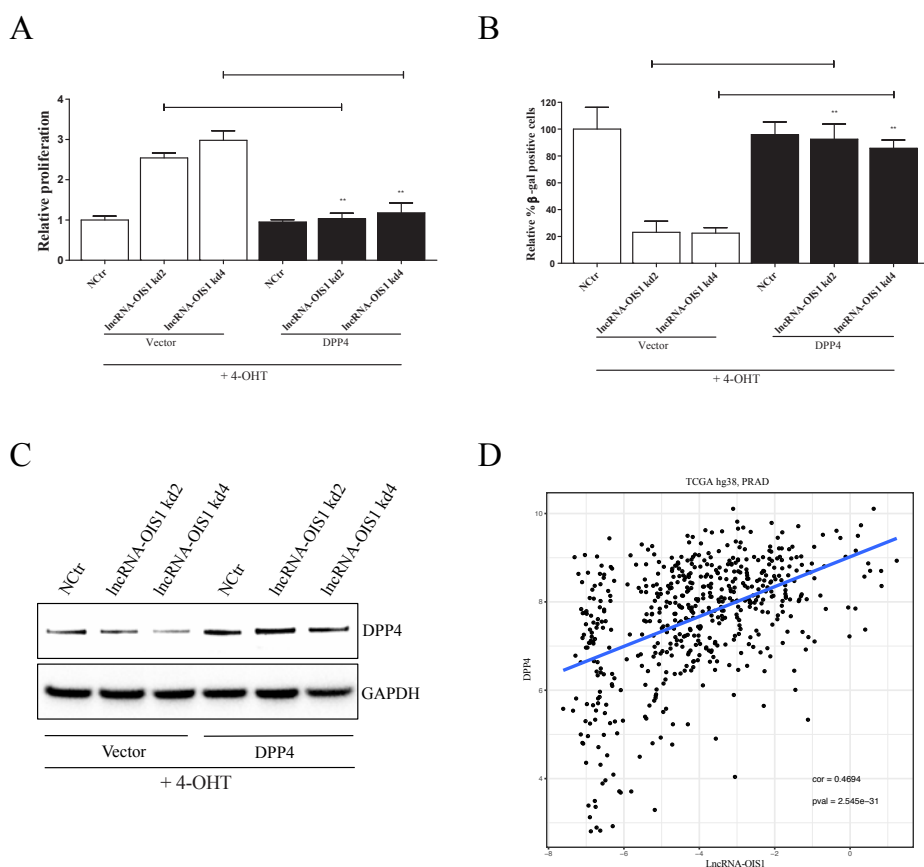 A
Relative proliferation
4
3
2
1
0
**
**
NCtr
lncRNA-OIS1 kd2
lncRNA-OIS1 kd4
NCtr
lncRNA-OIS1 kd2
lncRNA-OIS1 kd4
Vector
DPP4
+ 4-OHT
B
Relative % β -gal positive cells
120
100
80
60
40
20
0
**
**
NCtr
lncRNA-OIS1 kd2
lncRNA-OIS1 kd4
NCtr
lncRNA-OIS1 kd2
lncRNA-OIS1 kd4
Vector
DPP4
+ 4-OHT
C
NCtr
lncRNA-OIS1 kd2
lncRNA-OIS1 kd4
NCtr
lncRNA-OIS1 kd2
lncRNA-OIS1 kd4
DPP4
GAPDH
Vector
DPP4
+ 4-OHT
D
TCGA hg38, PRAD
DPP4
10
8
6
4
cor = 0.4694
pval = 2.545e−31
−8
−6
−4
−2
0
LncRNA-OIS1